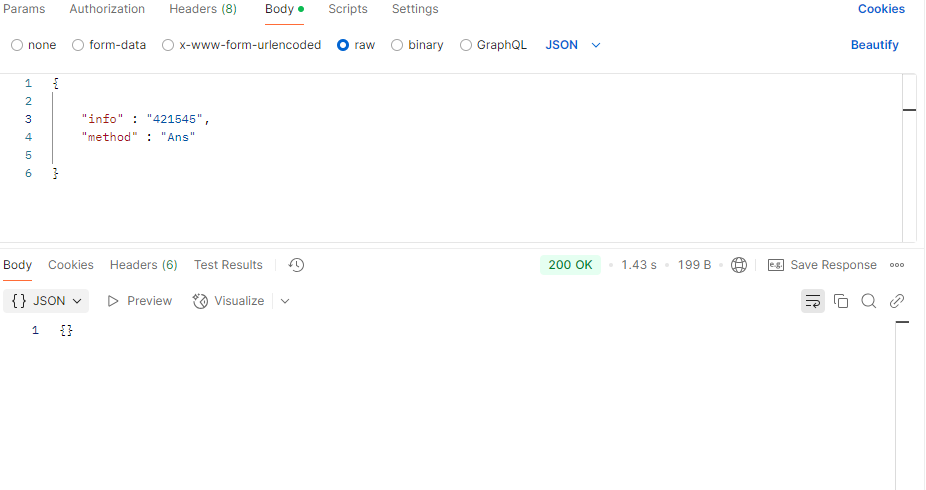 Params Authorization Headers (8) Body Scripts Settings Cookies
none form-data x-www-form-urlencoded raw binary GraphQL JSON Beautify
1 {
2
3 "info" : "421545",
4 "method" : "Ans"
5
6 }
Body Cookies Headers (6) Test Results 200 OK • 1.43 s • 199 B • e.g. Save Response
{} JSON Preview Visualize
1 {}